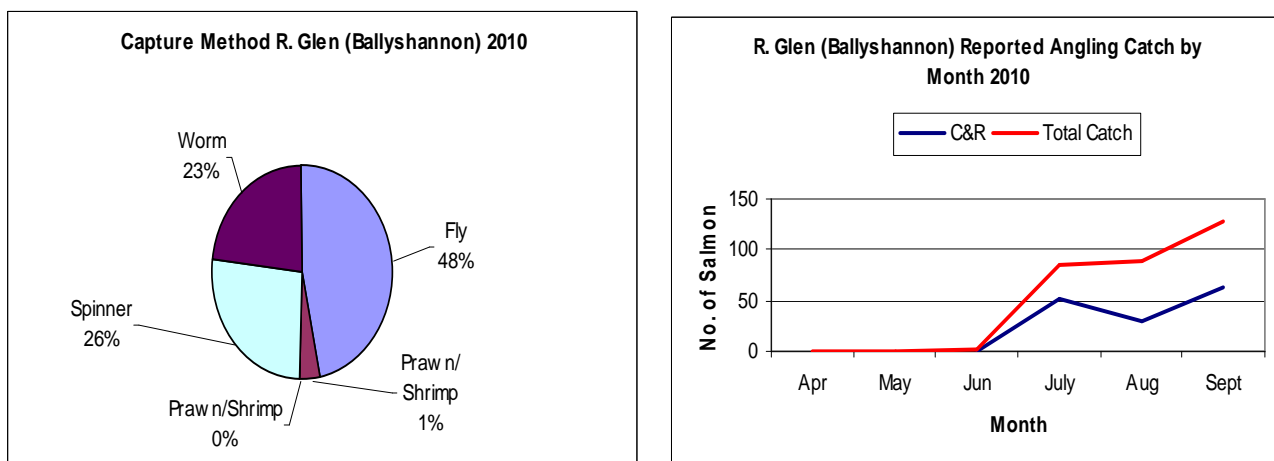 Capture Method R. Glen (Ballyshannon) 2010
Worm
23%
Fly
48%
Spinner
26%
Prawn/
Shrimp
1%
Prawn/Shrimp
0%
R. Glen (Ballyshannon) Reported Angling Catch by
Month 2010
C&R
Total Catch
No. of Salmon
150
100
50
0
Apr May Jun July Aug Sept
Month